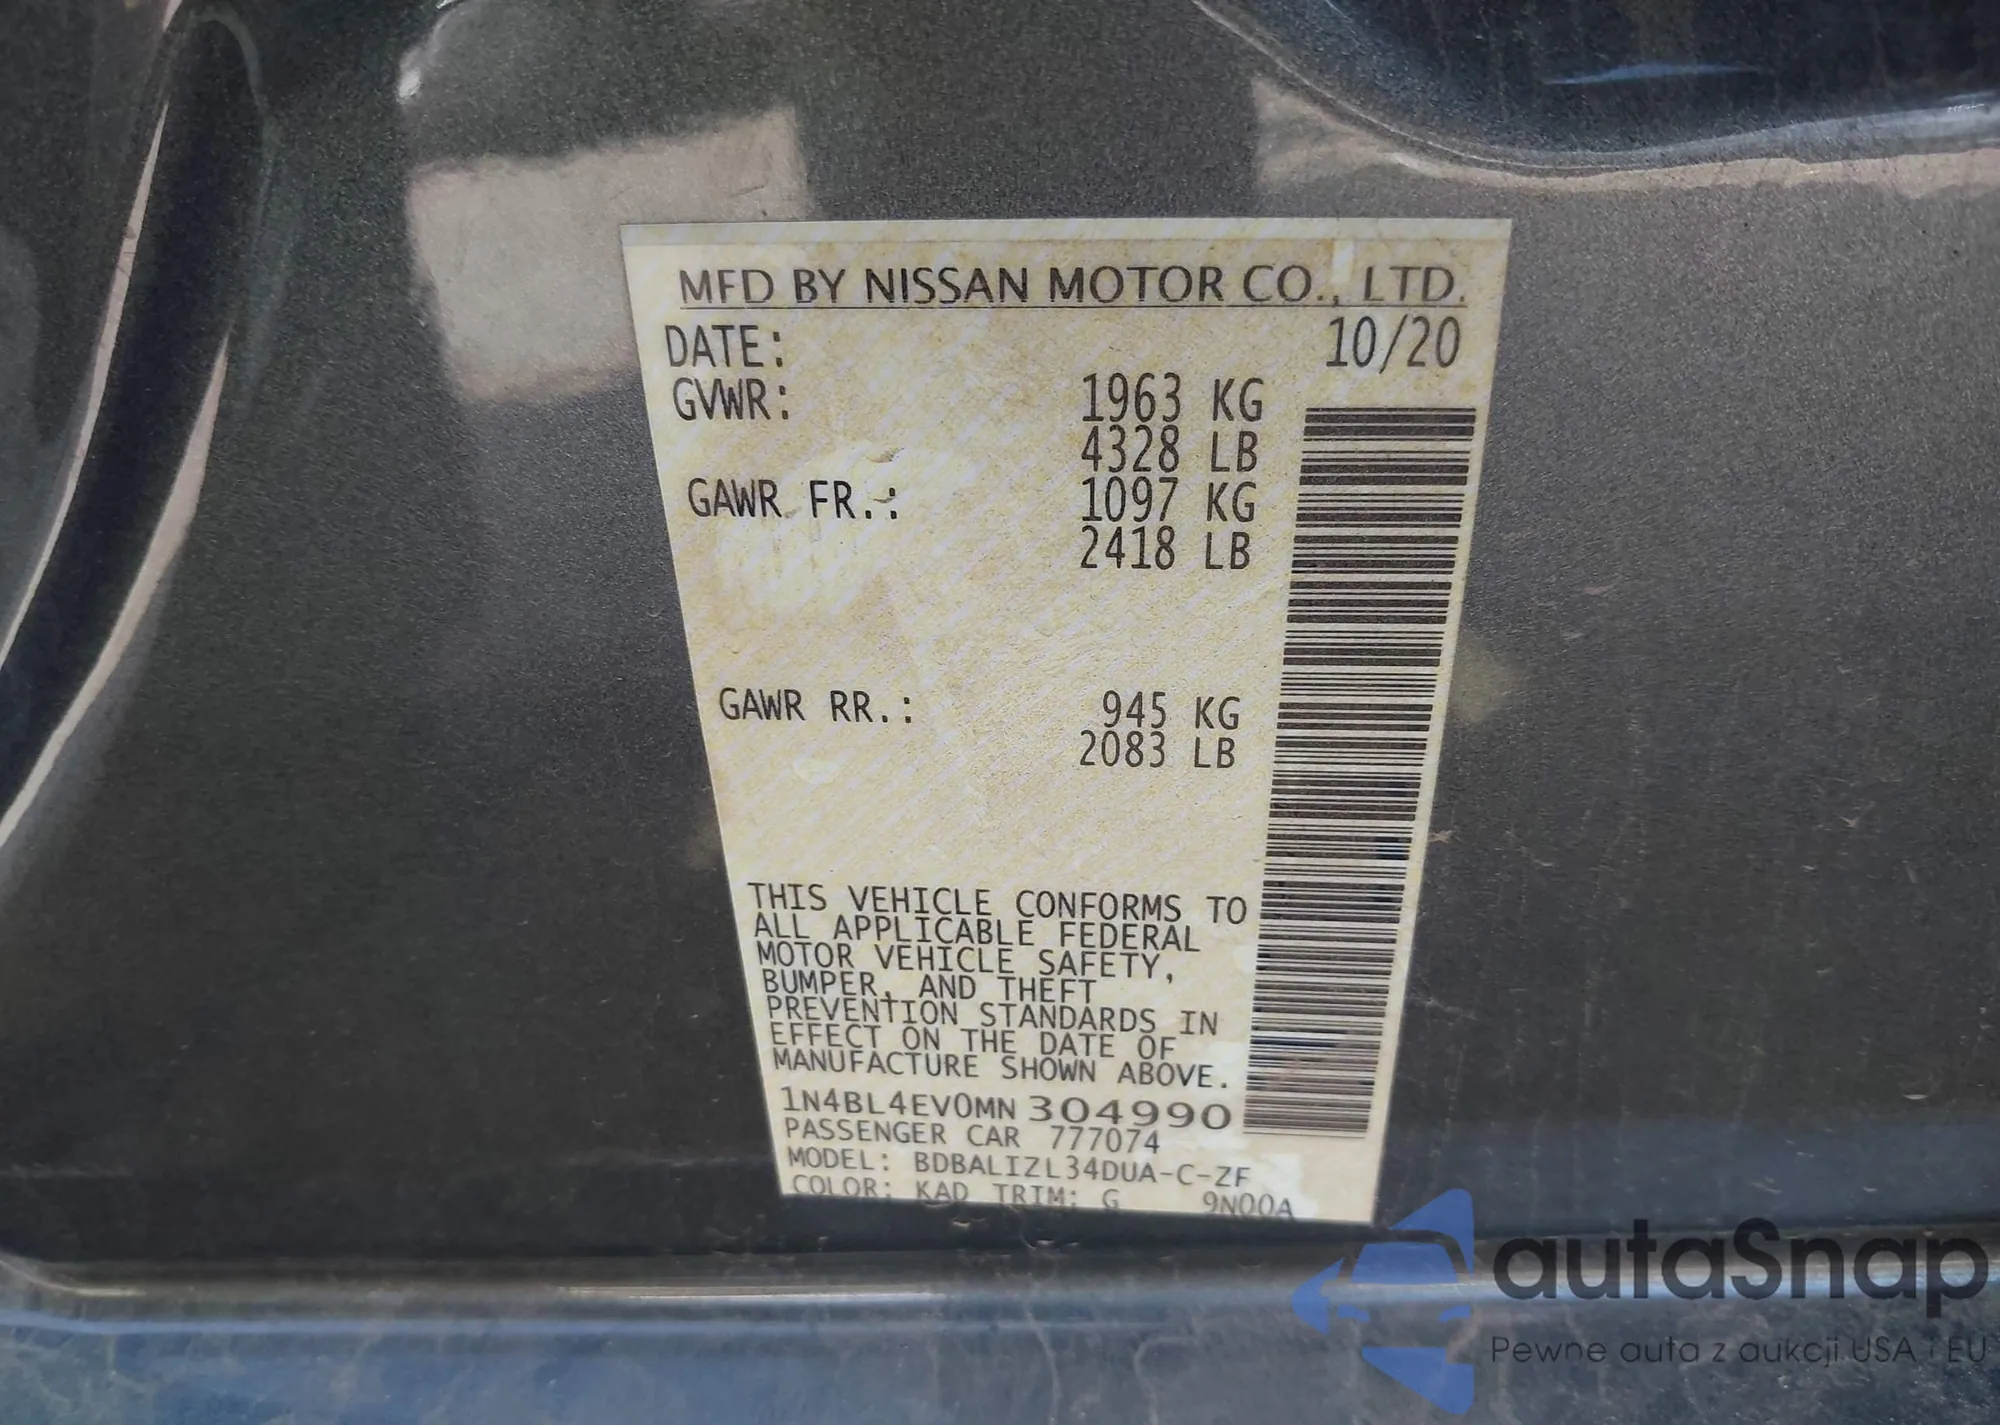 MFD BY NISSAN MOTOR CO., LTD.
DATE: 10/20
GVWR: 1963 KG
4328 LB
GAWR FR.: 1097 KG
2418 LB
GAWR RR.: 945 KG
2083 LB
THIS VEHICLE CONFORMS TO
ALL APPLICABLE FEDERAL
MOTOR VEHICLE SAFETY,
BUMPER, AND THEFT
PREVENTION STANDARDS IN
EFFECT ON THE DATE OF
MANUFACTURE SHOWN ABOVE.
1N4BL4EV0MN 304990
PASSENGER CAR 777074
MODEL: BDBALIZL34DUA-C-ZF
COLOR: KAD TRIM: G 9N00A
autaSnap
Pewne auta z aukcji USA i EU